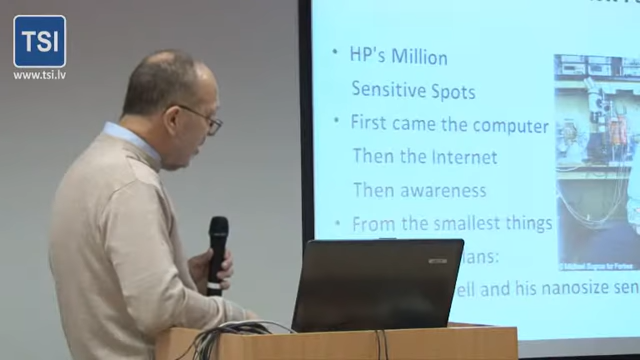 TSI
www.tsi.lv
• HP's Million
Sensitive Spots
• First came the computer
Then the Internet
Then awareness
• From the smallest things
ell and his nanosize sen